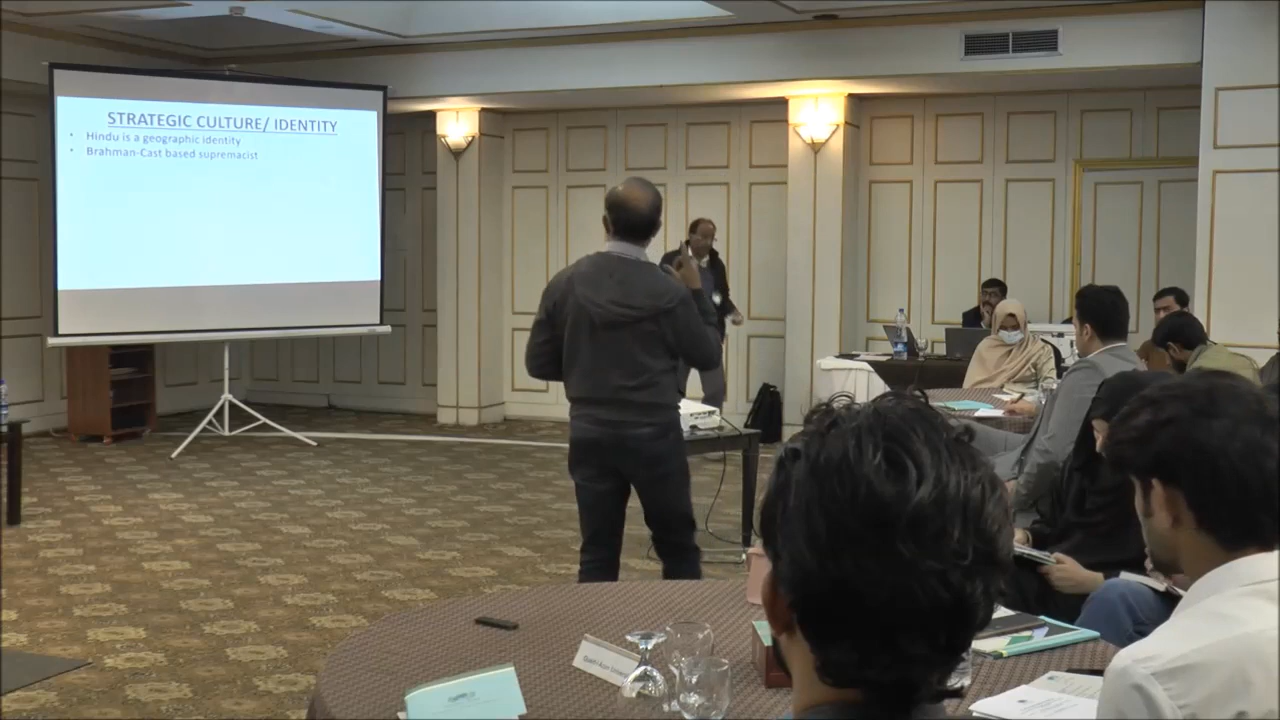 STRATEGIC CULTURE/ IDENTITY
• Hindu is a geographic identity
• Brahman-Cast based supremacist